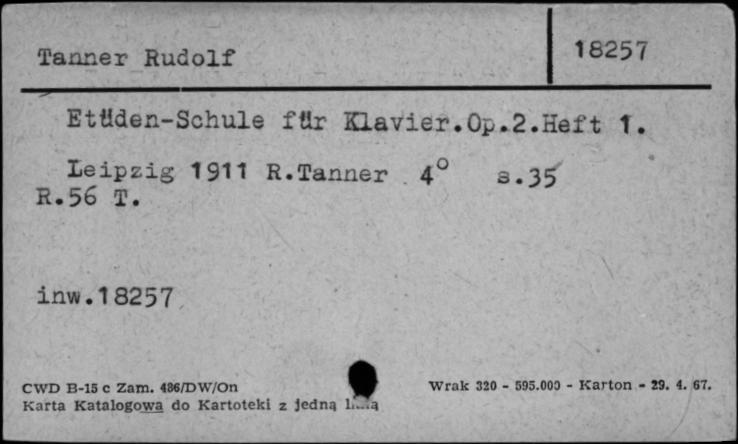 Tanner Rudolf
18257
Etüden-Schule für Klavier.Op.2.Heft 1.
Leipzig 1911 R.Tanner 4° s.35
R.56 T.
inw.18257
CWD B-15 c Zam. 486/DW/On
Wrak 320 - 595.000 - Karton - 29. 4. 67.
Karta Katalogowa do Kartoteki z jedną